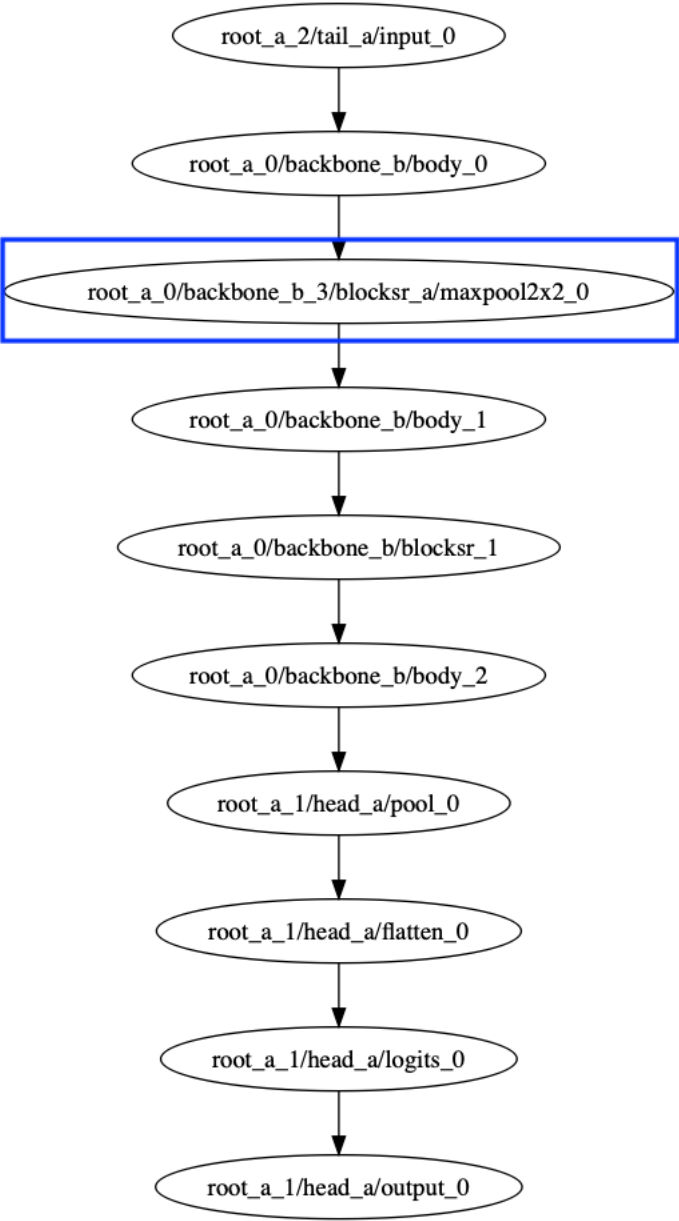 root_a_2/tail_a/input_0
root_a_0/backbone_b/body_0
root_a_0/backbone_b_3/blocksr_a/maxpool2x2_0
root_a_0/backbone_b/body_1
root_a_0/backbone_b/blocksr_1
root_a_0/backbone_b/body_2
root_a_1/head_a/pool_0
root_a_1/head_a/flatten_0
root_a_1/head_a/logits_0
root_a_1/head_a/output_0